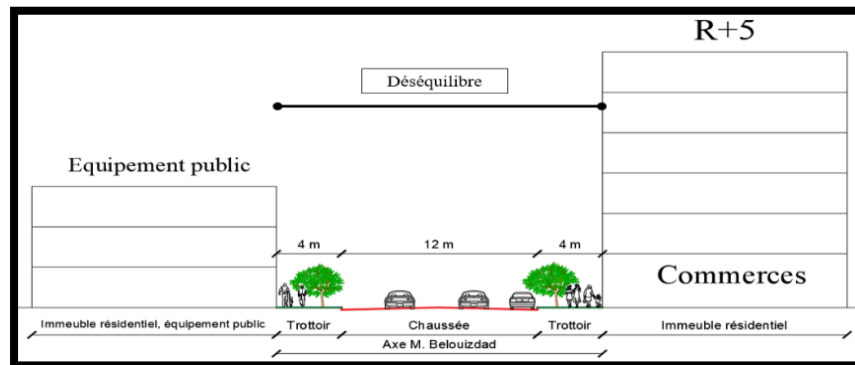 R+5
Déséquilibre
Equipement public
4 m 12 m 4 m
Commerces
Immeuble résidentiel, équipement public Trottoir Chaussée Trottoir Immeuble résidentiel
Axe M. Belouizdad